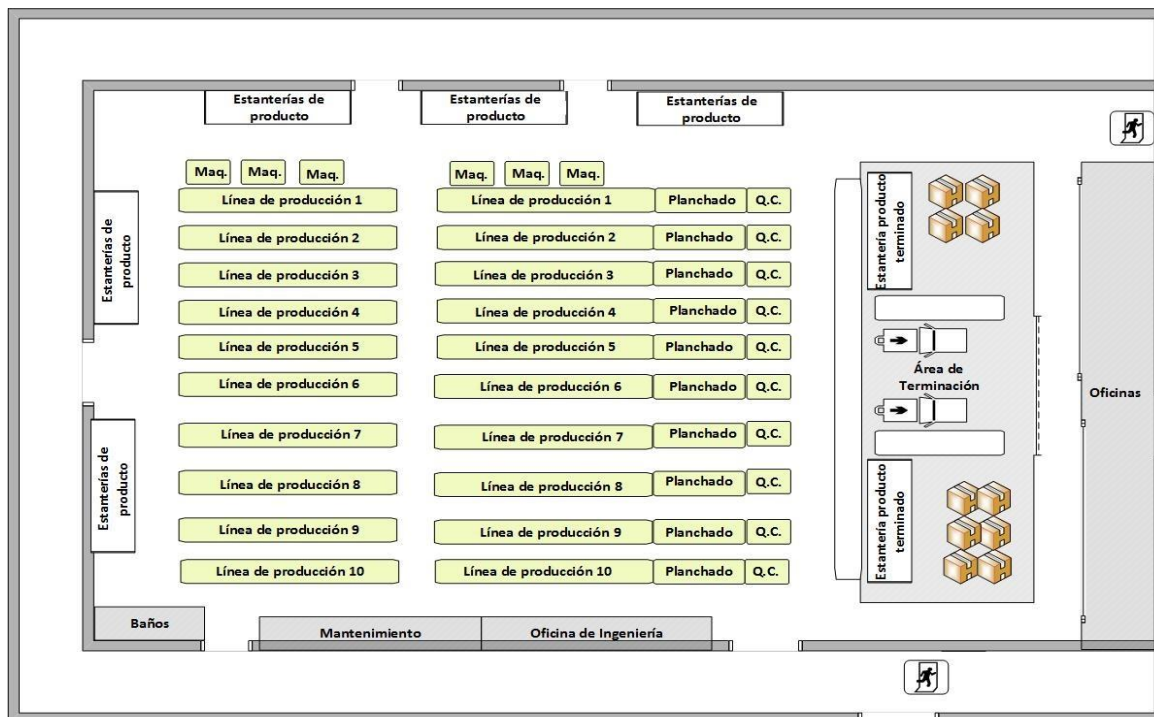 Estanterías de
producto
Estanterías de
producto
Estanterías de
producto
Maq.
Maq.
Maq.
Maq.
Maq.
Maq.
Línea de producción 1
Línea de producción 1
Planchado
Q.C.
Línea de producción 2
Línea de producción 2
Planchado
Q.C.
Línea de producción 3
Línea de producción 3
Planchado
Q.C.
Línea de producción 4
Línea de producción 4
Planchado
Q.C.
Línea de producción 5
Línea de producción 5
Planchado
Q.C.
Línea de producción 6
Línea de producción 6
Planchado
Q.C.
Línea de producción 7
Línea de producción 7
Planchado
Q.C.
Línea de producción 8
Línea de producción 8
Planchado
Q.C.
Línea de producción 9
Línea de producción 9
Planchado
Q.C.
Línea de producción 10
Línea de producción 10
Planchado
Q.C.
Estanterías de
producto
Estanterías de
producto
Estantería producto
terminado
Área de
Terminación
Estantería producto
terminado
Oficinas
Baños
Mantenimiento
Oficina de Ingeniería